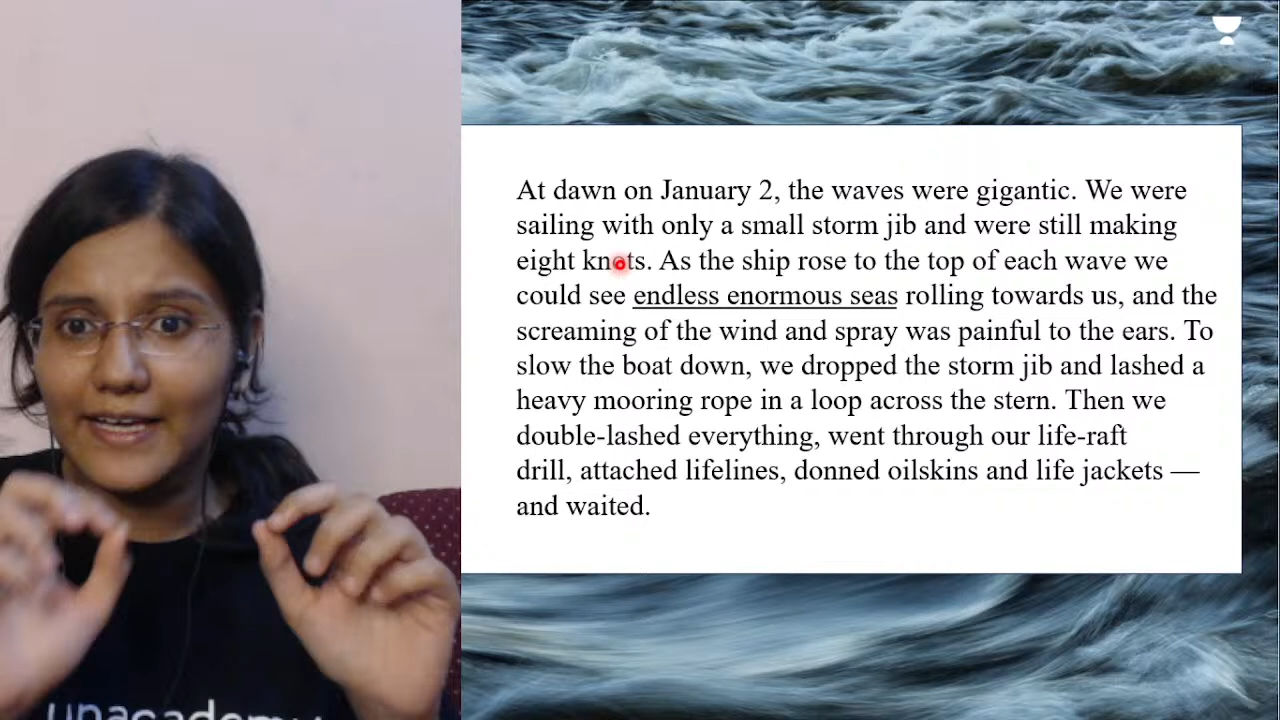 At dawn on January 2, the waves were gigantic. We were
sailing with only a small storm jib and were still making
eight knots. As the ship rose to the top of each wave we
could see endless enormous seas rolling towards us, and the
screaming of the wind and spray was painful to the ears. To
slow the boat down, we dropped the storm jib and lashed a
heavy mooring rope in a loop across the stern. Then we
double-lashed everything, went through our life-raft
drill, attached lifelines, donned oilskins and life jackets —
and waited.
unacademy